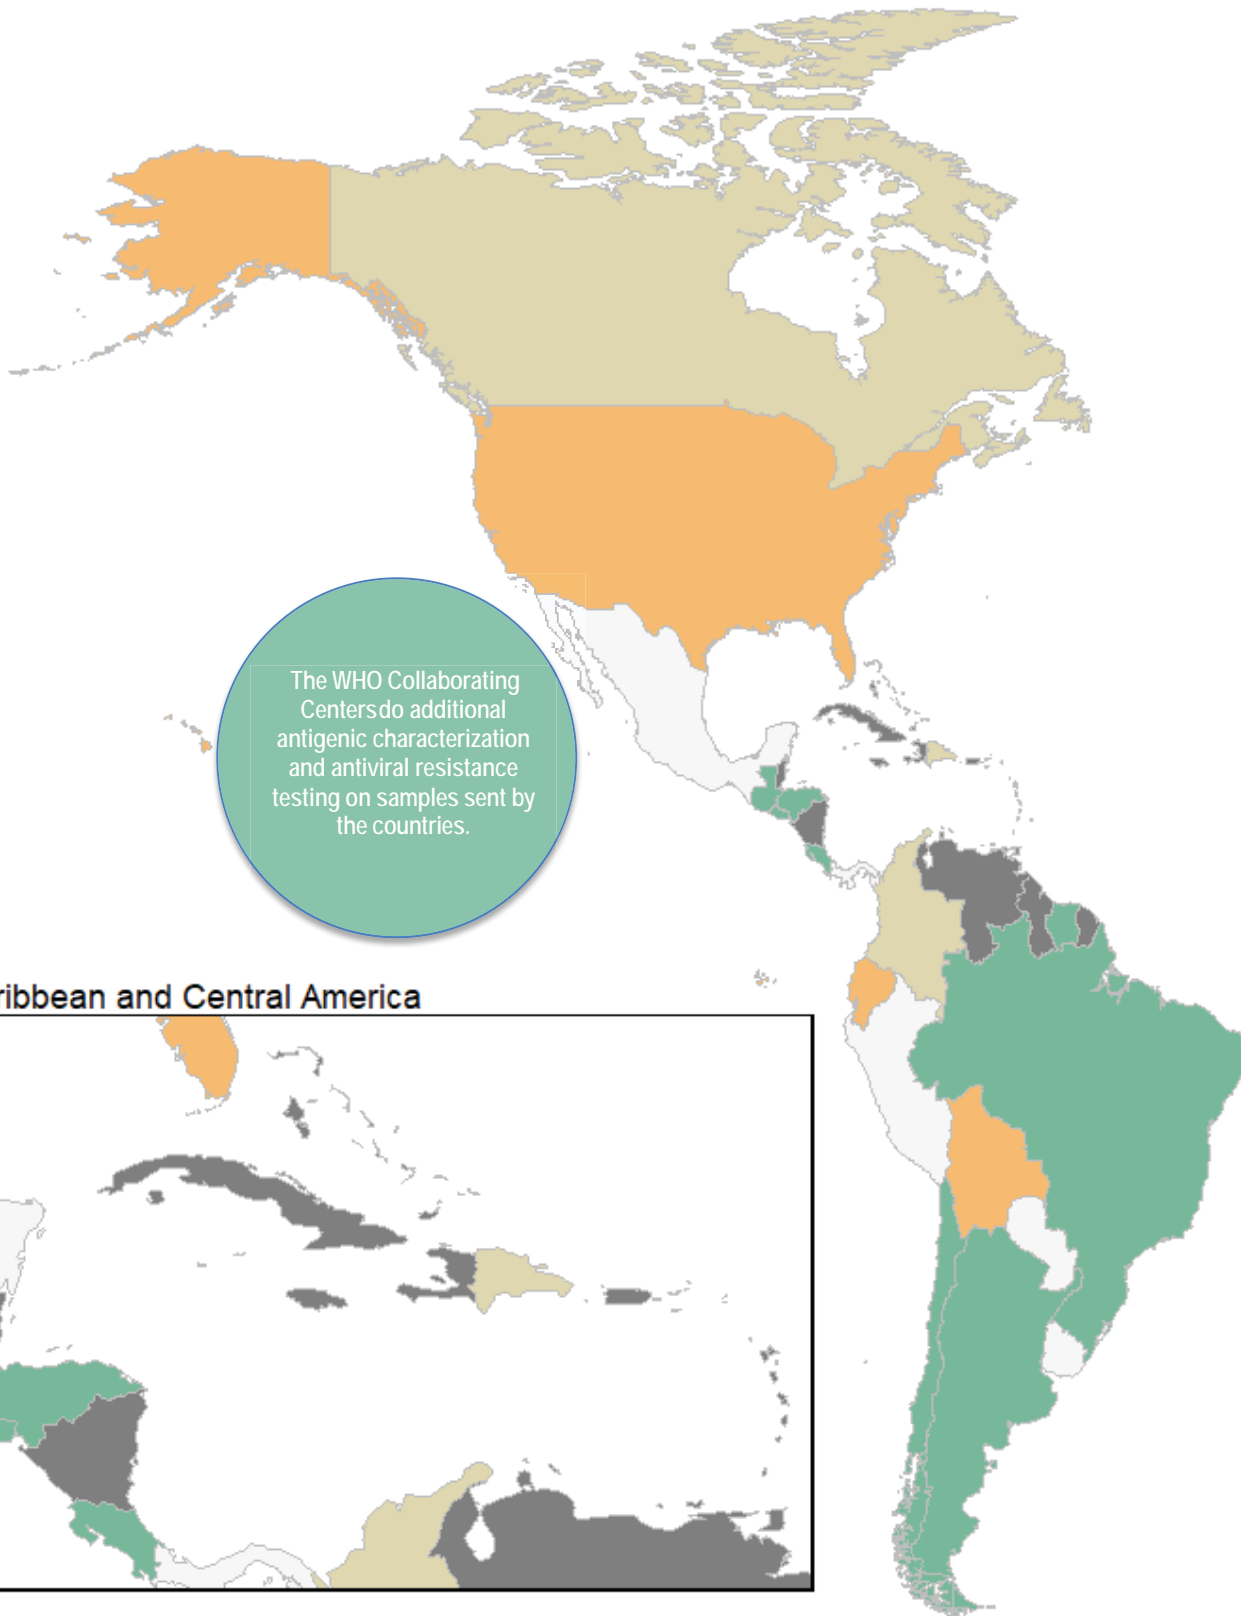 The WHO Collaborating
Centers do additional
antigenic characterization
and antiviral resistance
testing on samples sent by
the countries.
ribbean and Central America